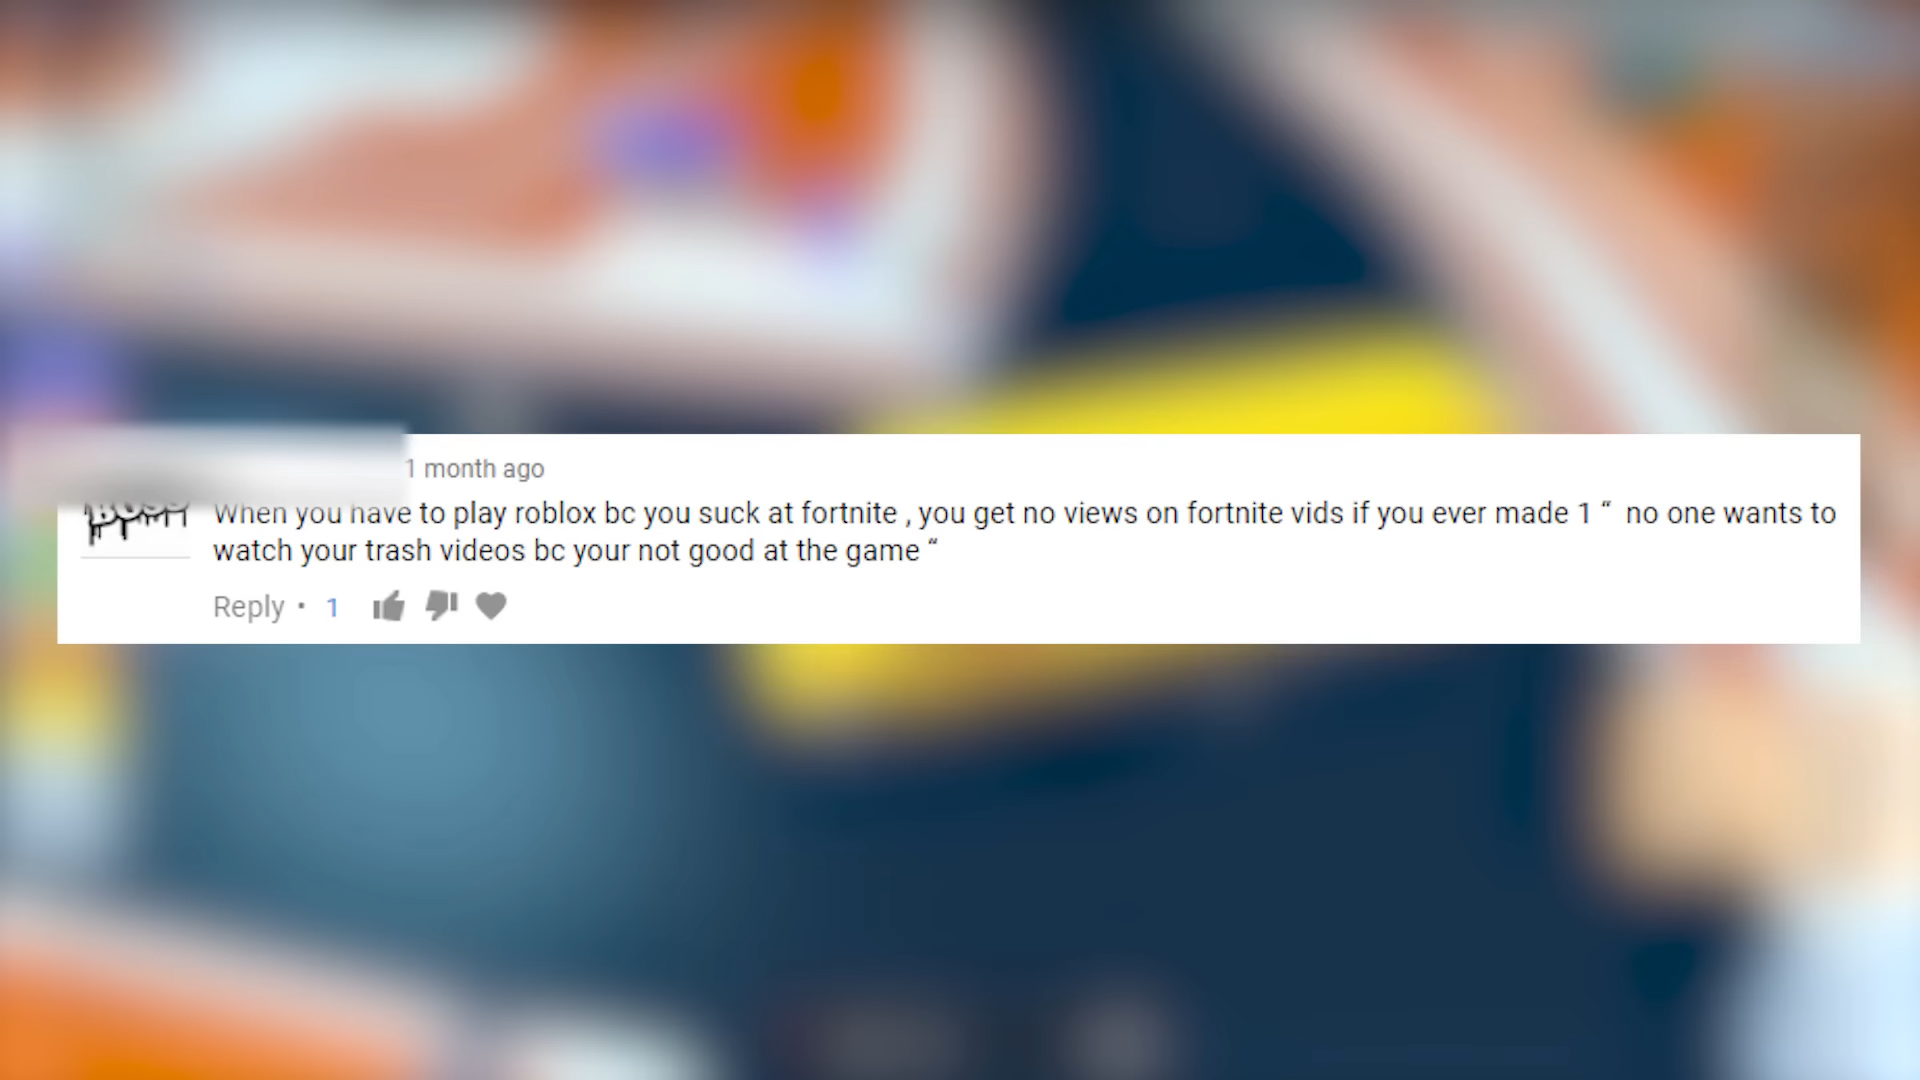 1 month ago
When you have to play roblox bc you suck at fortnite , you get no views on fortnite vids if you ever made 1 “ no one wants to
watch your trash videos bc your not good at the game “
Reply • 1